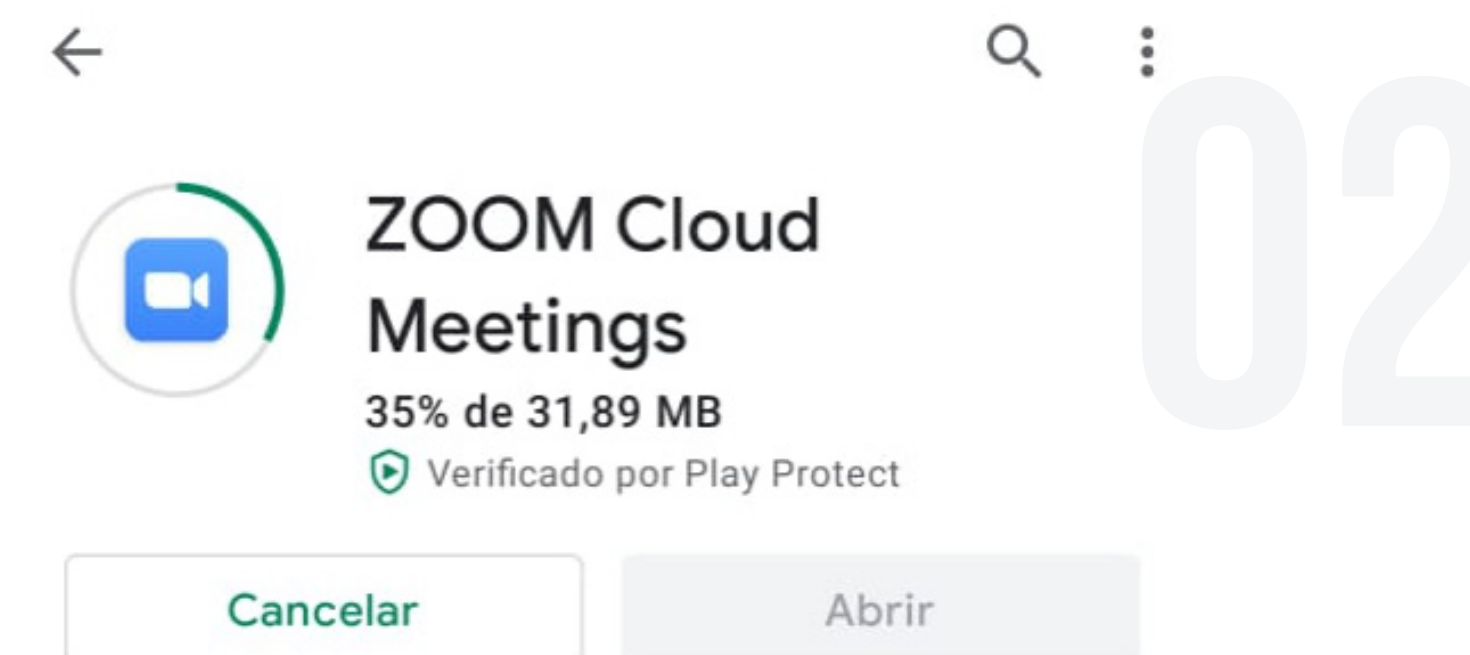 02
ZOOM Cloud
Meetings
35% de 31,89 MB
Verificado por Play Protect
Cancelar
Abrir